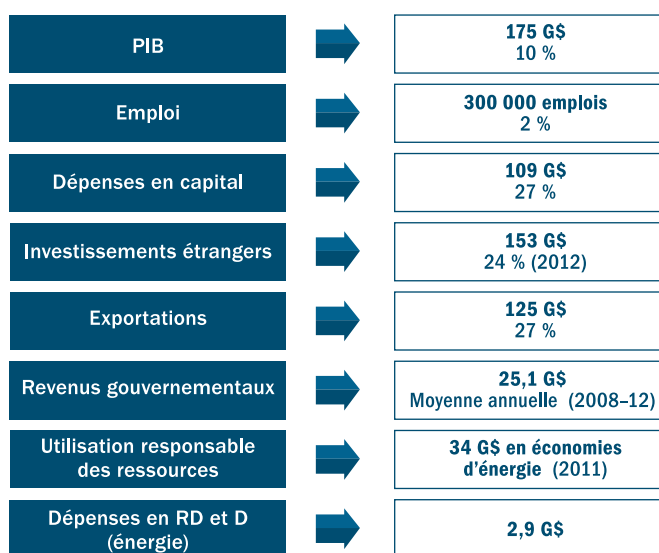 PIB
175 G$
10 %
Emploi
300 000 emplois
2 %
Dépenses en capital
109 G$
27 %
Investissements étrangers
153 G$
24 % (2012)
Exportations
125 G$
27 %
Revenus gouvernementaux
25,1 G$
Moyenne annuelle (2008–12)
Utilisation responsable
des ressources
34 G$ en économies
d’énergie (2011)
Dépenses en RD et D
(énergie)
2,9 G$